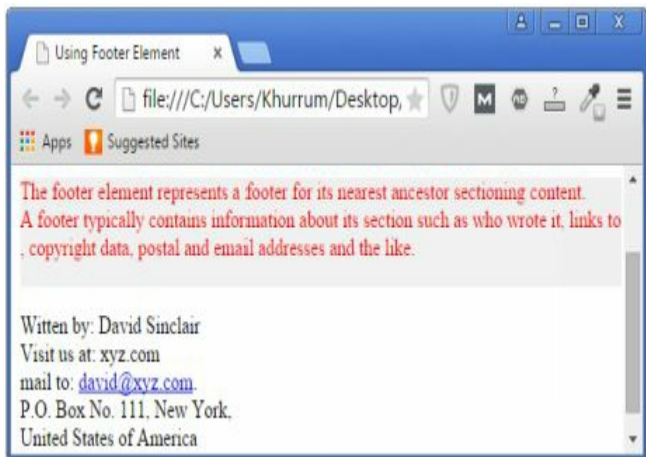 Using Footer Element
file:///C:/Users/Khurrum/Desktop,
Apps Suggested Sites
The footer element represents a footer for its nearest ancestor sectioning content.
A footer typically contains information about its section such as who wrote it, links to
, copyright data, postal and email addresses and the like.
Witten by: David Sinclair
Visit us at: xyz.com
mail to: david@xyz.com.
P.O. Box No. 111, New York,
United States of America